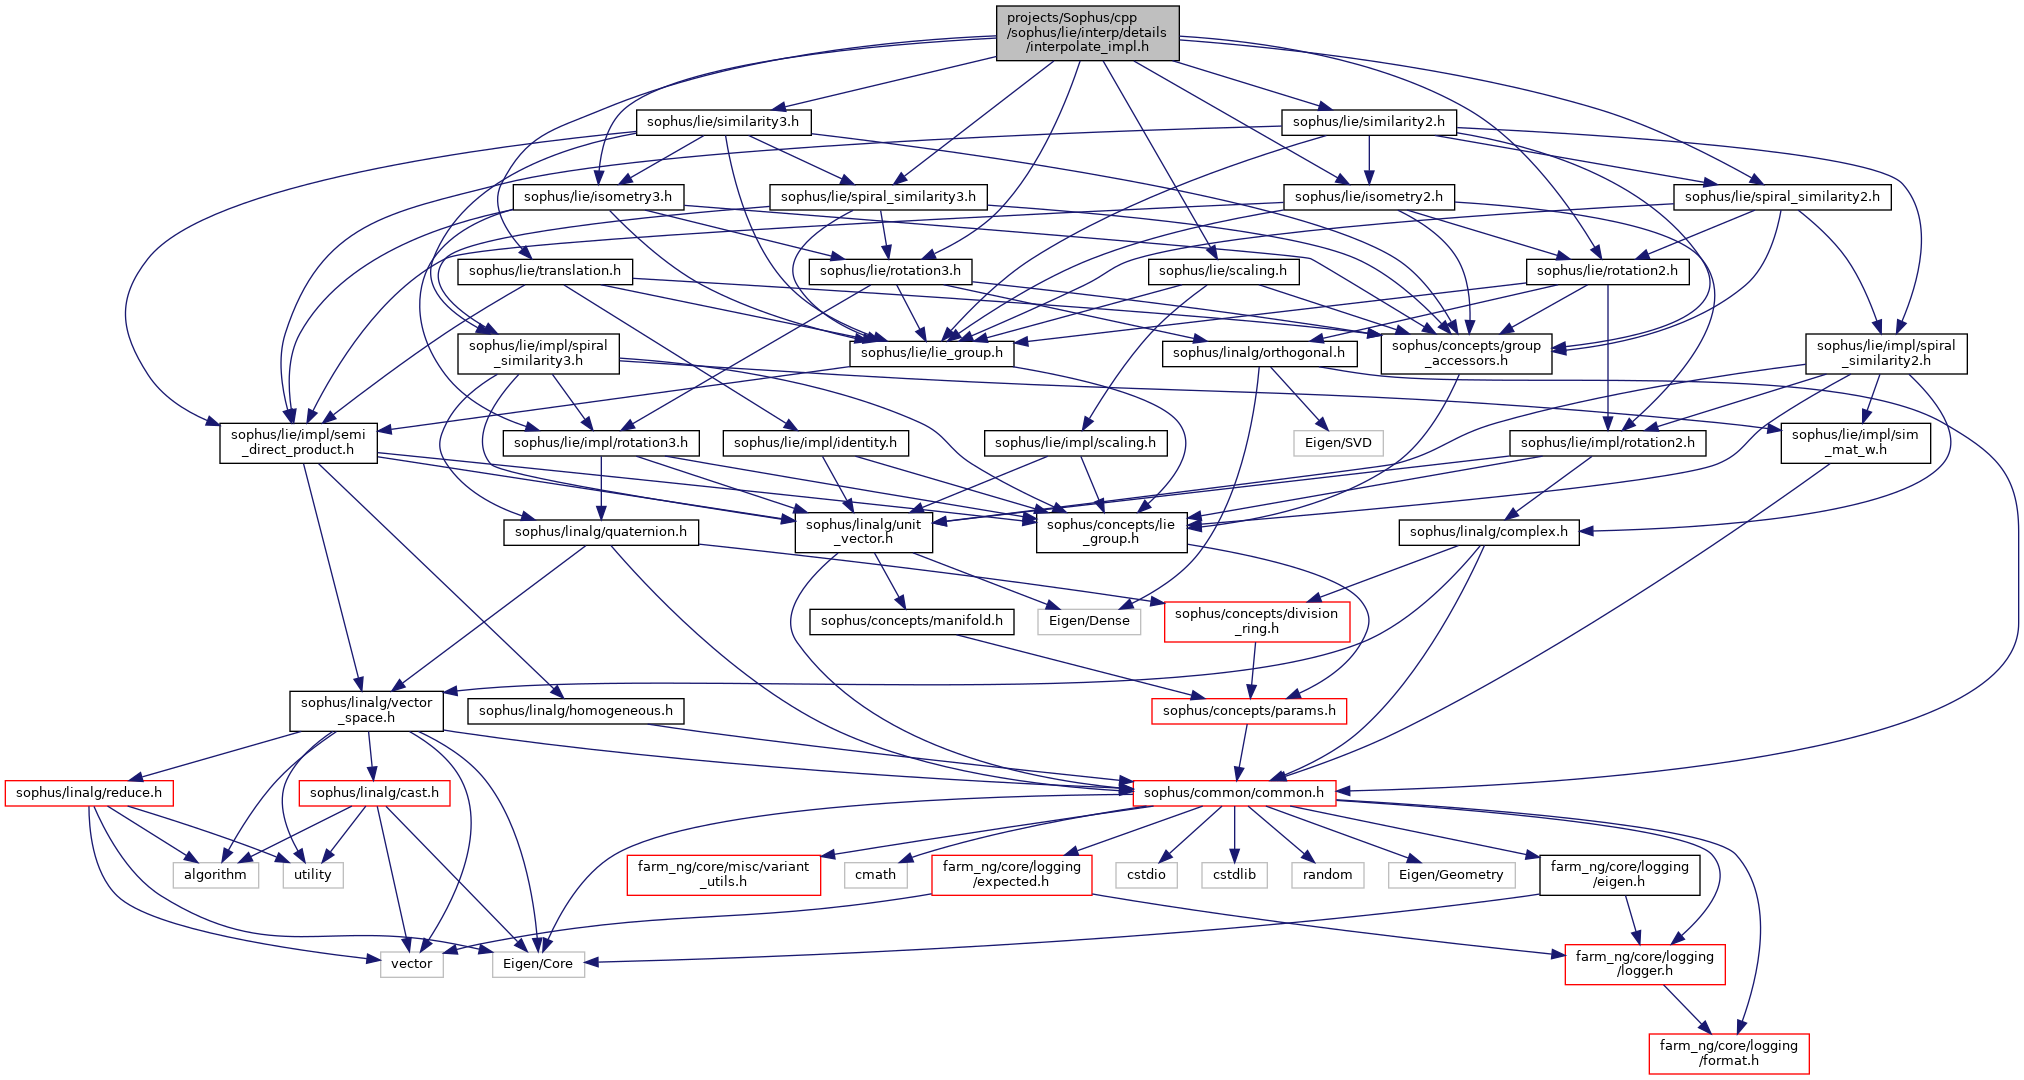 projects/Sophus/cpp
/sophus/lie/interp/details
/interpolate_impl.h
sophus/lie/similarity3.h
sophus/lie/similarity2.h
sophus/lie/isometry3.h
sophus/lie/spiral_similarity3.h
sophus/lie/isometry2.h
sophus/lie/spiral_similarity2.h
sophus/lie/translation.h
sophus/lie/rotation3.h
sophus/lie/scaling.h
sophus/lie/rotation2.h
sophus/lie/impl/spiral
_similarity3.h
sophus/lie/lie_group.h
sophus/linalg/orthogonal.h
sophus/concepts/group
_accessors.h
sophus/lie/impl/spiral
_similarity2.h
sophus/lie/impl/semi
_direct_product.h
sophus/lie/impl/rotation3.h
sophus/lie/impl/identity.h
sophus/lie/impl/scaling.h
Eigen/SVD
sophus/lie/impl/rotation2.h
sophus/lie/impl/sim
_mat_w.h
sophus/linalg/quaternion.h
sophus/linalg/unit
_vector.h
sophus/concepts/lie
_group.h
sophus/linalg/complex.h
sophus/concepts/manifold.h
Eigen/Dense
sophus/concepts/division
_ring.h
sophus/linalg/vector
_space.h
sophus/linalg/homogeneous.h
sophus/concepts/params.h
sophus/linalg/reduce.h
sophus/linalg/cast.h
sophus/common/common.h
algorithm
utility
farm_ng/core/misc/variant
_utils.h
cmath
farm_ng/core/logging
/expected.h
cstdio
cstdlib
random
Eigen/Geometry
farm_ng/core/logging
/eigen.h
vector
Eigen/Core
farm_ng/core/logging
/logger.h
farm_ng/core/logging
/format.h